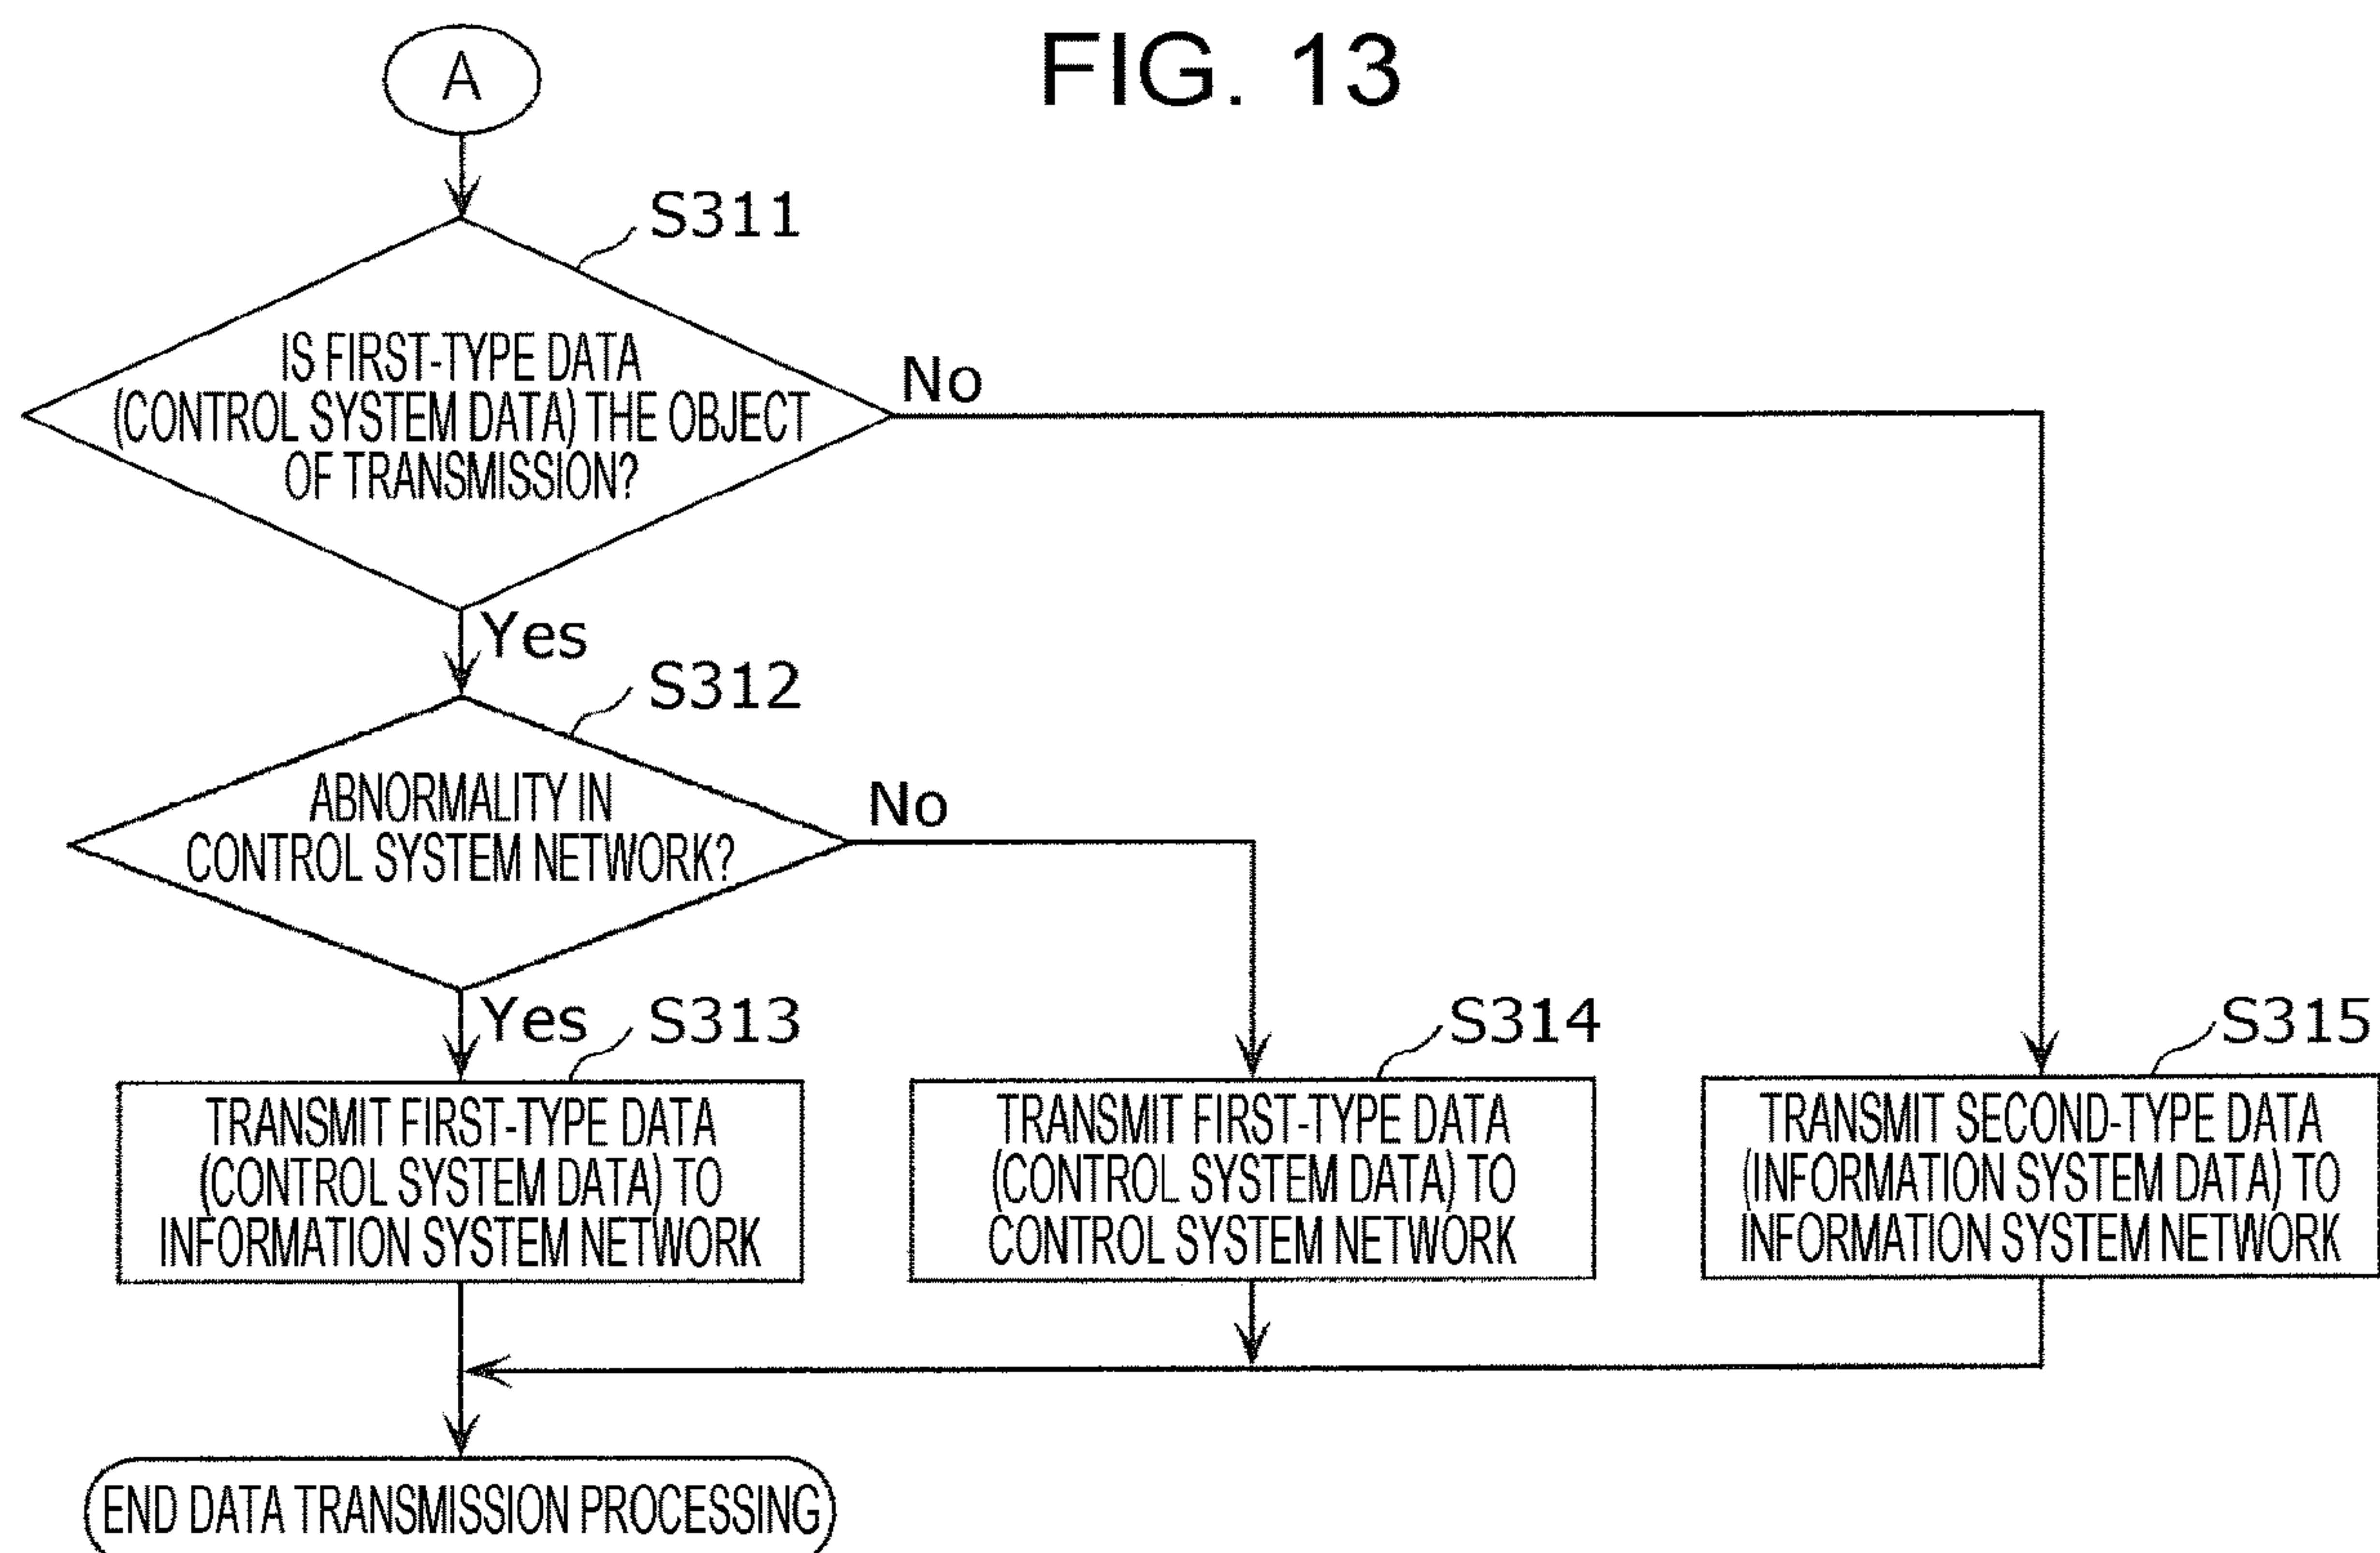 FIG. 13
A
S311
IS FIRST-TYPE DATA
(CONTROL SYSTEM DATA) THE OBJECT
OF TRANSMISSION?
No
Yes
S312
ABNORMALITY IN
CONTROL SYSTEM NETWORK?
No
Yes
S313
TRANSMIT FIRST-TYPE DATA
(CONTROL SYSTEM DATA) TO
INFORMATION SYSTEM NETWORK
S314
TRANSMIT FIRST-TYPE DATA
(CONTROL SYSTEM DATA) TO
CONTROL SYSTEM NETWORK
S315
TRANSMIT SECOND-TYPE DATA
(INFORMATION SYSTEM DATA) TO
INFORMATION SYSTEM NETWORK
END DATA TRANSMISSION PROCESSING